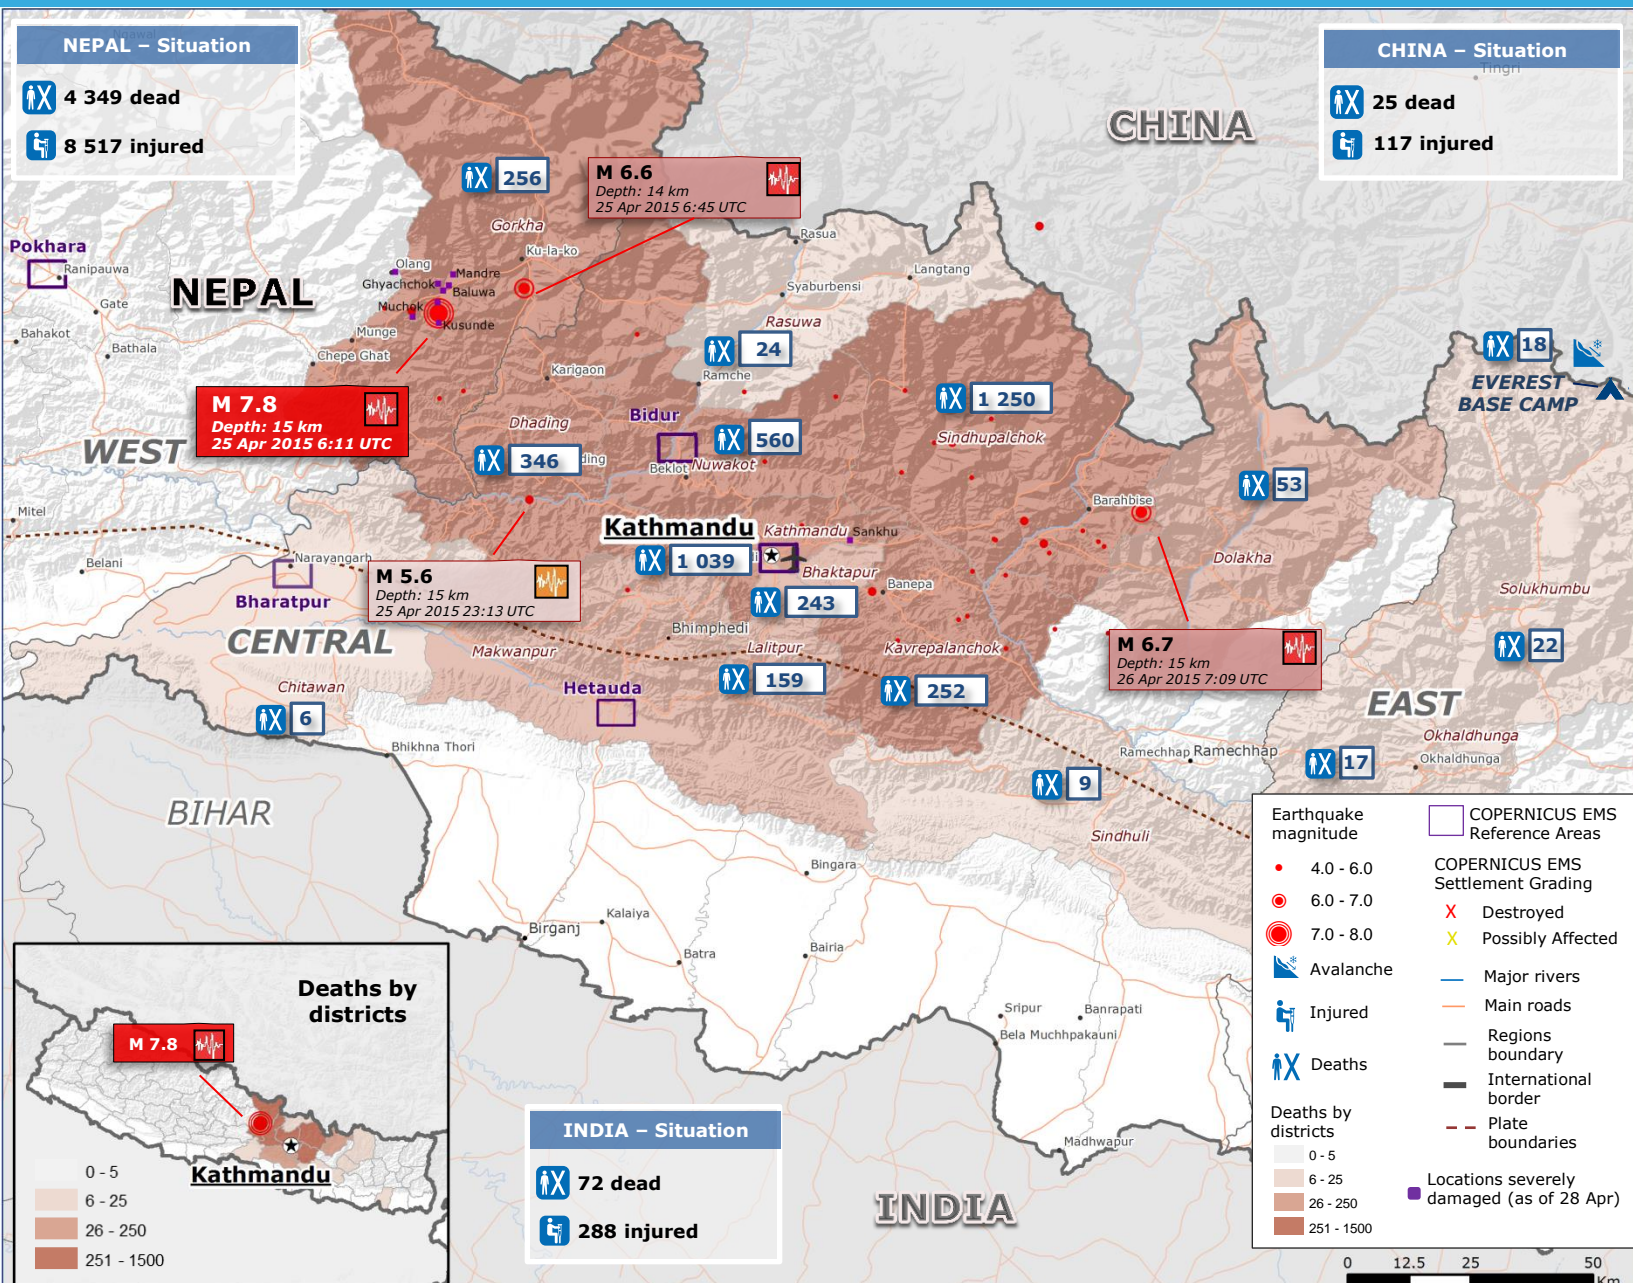 NEPAL – Situation
4 349 dead
8 517 injured
CHINA – Situation
Tingri
25 dead
117 injured
CHINA
256
M 6.6
Depth: 14 km
25 Apr 2015 6:45 UTC
Gorkha
Rasua
Pokhara
Ranipauwa
Ku-la-ko
Olang
Mandre
Langtang
Ghyachchok
Baluwa
Syaburbensi
NEPAL
Gate
Muchok
Kusunde
Rasuwa
Bahakot
Munge
Bathala
Chepe Ghat
24
18
Karigaon
Ramche
EVEREST
BASE CAMP
M 7.8
Depth: 15 km
25 Apr 2015 6:11 UTC
1 250
Bidur
Dhading
560
Sindhupalchok
WEST
346
ding
Beklot
Nuwakot
53
Mitel
Barahbise
Kathmandu
Kathmandu
Sankhu
Narayangarh
Belani
1 039
Bhaktapur
Dolakha
M 5.6
Depth: 15 km
25 Apr 2015 23:13 UTC
Banepa
Solukhumbu
Bharatpur
243
CENTRAL
Bhimphedi
Makwanpur
Lalitpur
Kavrepalanchok
M 6.7
Depth: 15 km
26 Apr 2015 7:09 UTC
22
Chitawan
Hetauda
159
252
EAST
6
Okhaldhunga
Bhikhna Thori
Ramechhap
Ramechhap
Okhaldhunga
17
9
BIHAR
Sindhuli
Bingara
Kalaiya
Birganj
Batra
Bairia
Sripur
Banrapati
Bela Muchhpakauni
Madhwapur
INDIA
Earthquake
magnitude
4.0 - 6.0
6.0 - 7.0
7.0 - 8.0
Avalanche
Injured
Deaths
Deaths by
districts
0 - 5
6 - 25
26 - 250
251 - 1500
COPERNICUS EMS
Reference Areas
COPERNICUS EMS
Settlement Grading
X Destroyed
X Possibly Affected
Major rivers
Main roads
Regions
boundary
International
border
Plate
boundaries
Locations severely
damaged (as of 28 Apr)
Deaths by
districts
M 7.8
Kathmandu
0 - 5
6 - 25
26 - 250
251 - 1500
INDIA – Situation
72 dead
288 injured
0 12.5 25 50
Km